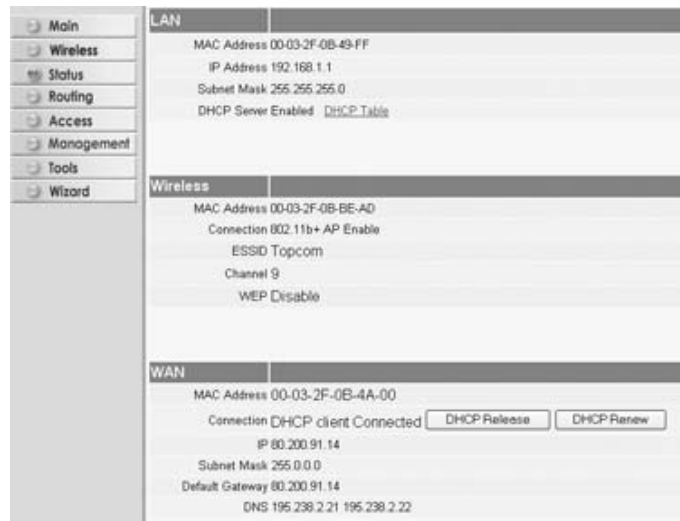 Main
Wireless
Status
Routing
Access
Management
Tools
Wizard
LAN
MAC Address 00-03-2F-0B-49-FF
IP Address 192.168.1.1
Subnet Mask 255.255.255.0
DHCP Server Enabled DHCP Table
Wireless
MAC Address 00-03-2F-0B-BE-AD
Connection 802.11b+ AP Enable
ESSID Topcom
Channel 9
WEP Disable
WAN
MAC Address 00-03-2F-0B-4A-00
Connection DHCP client Connected DHCP Release DHCP Renew
IP 80.200.91.14
Subnet Mask 255.0.0.0
Default Gateway 80.200.91.14
DNS 195.238.2.21 195.238.2.22